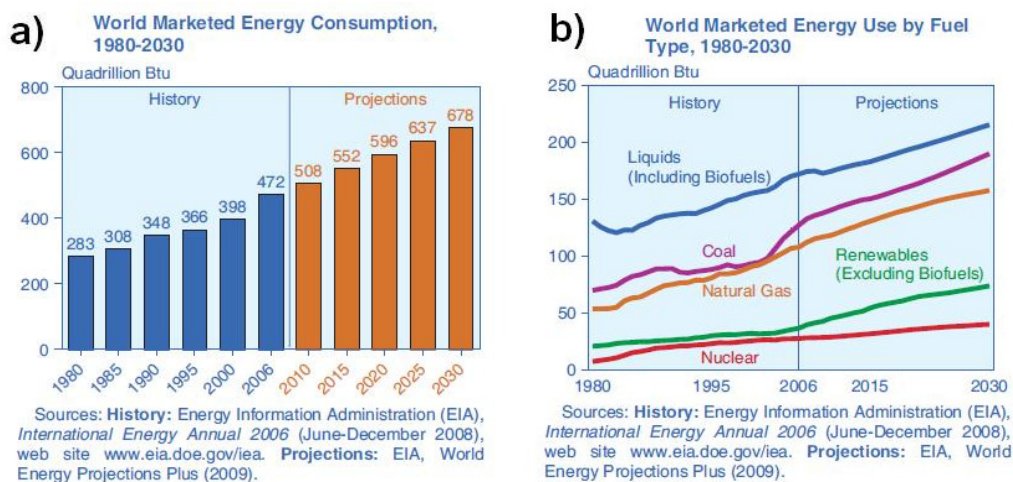 a)
World Marketed Energy Consumption,
1980-2030
Quadrillion Btu
800
600
400
200
0
History
Projections
283
308
348
366
398
472
508
552
596
637
678
1980
1985
1990
1995
2000
2006
2010
2015
2020
2025
2030
Sources: History: Energy Information Administration (EIA),
International Energy Annual 2006 (June-December 2008),
web site www.eia.doe.gov/iea. Projections: EIA, World
Energy Projections Plus (2009).
b)
World Marketed Energy Use by Fuel
Type, 1980-2030
Quadrillion Btu
250
200
150
100
50
0
History
Projections
Liquids
(Including Biofuels)
Coal
Natural Gas
Renewables
(Excluding Biofuels)
Nuclear
1980
1995
2006
2015
2030
Sources: History: Energy Information Administration (EIA),
International Energy Annual 2006 (June-December 2008),
web site www.eia.doe.gov/iea. Projections: EIA, World
Energy Projections Plus (2009).